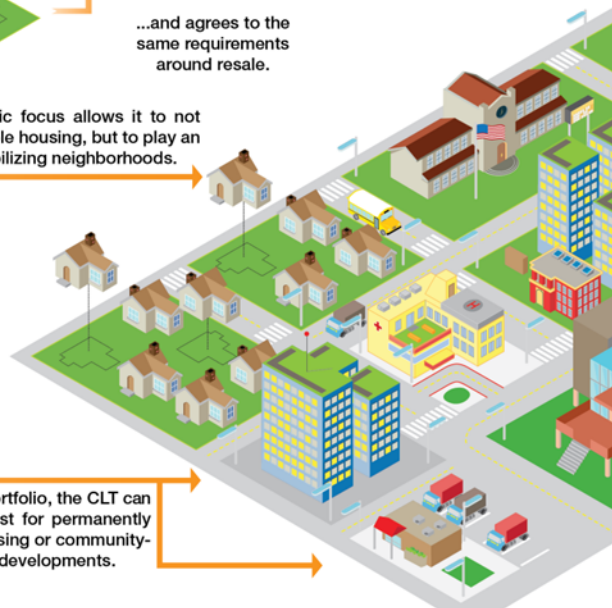 ...and agrees to the
same requirements
around resale.
ic focus allows it to not
le housing, but to play an
bilizing neighborhoods.
rtfolio, the CLT can
st for permanently
sing or community-
developments.
H